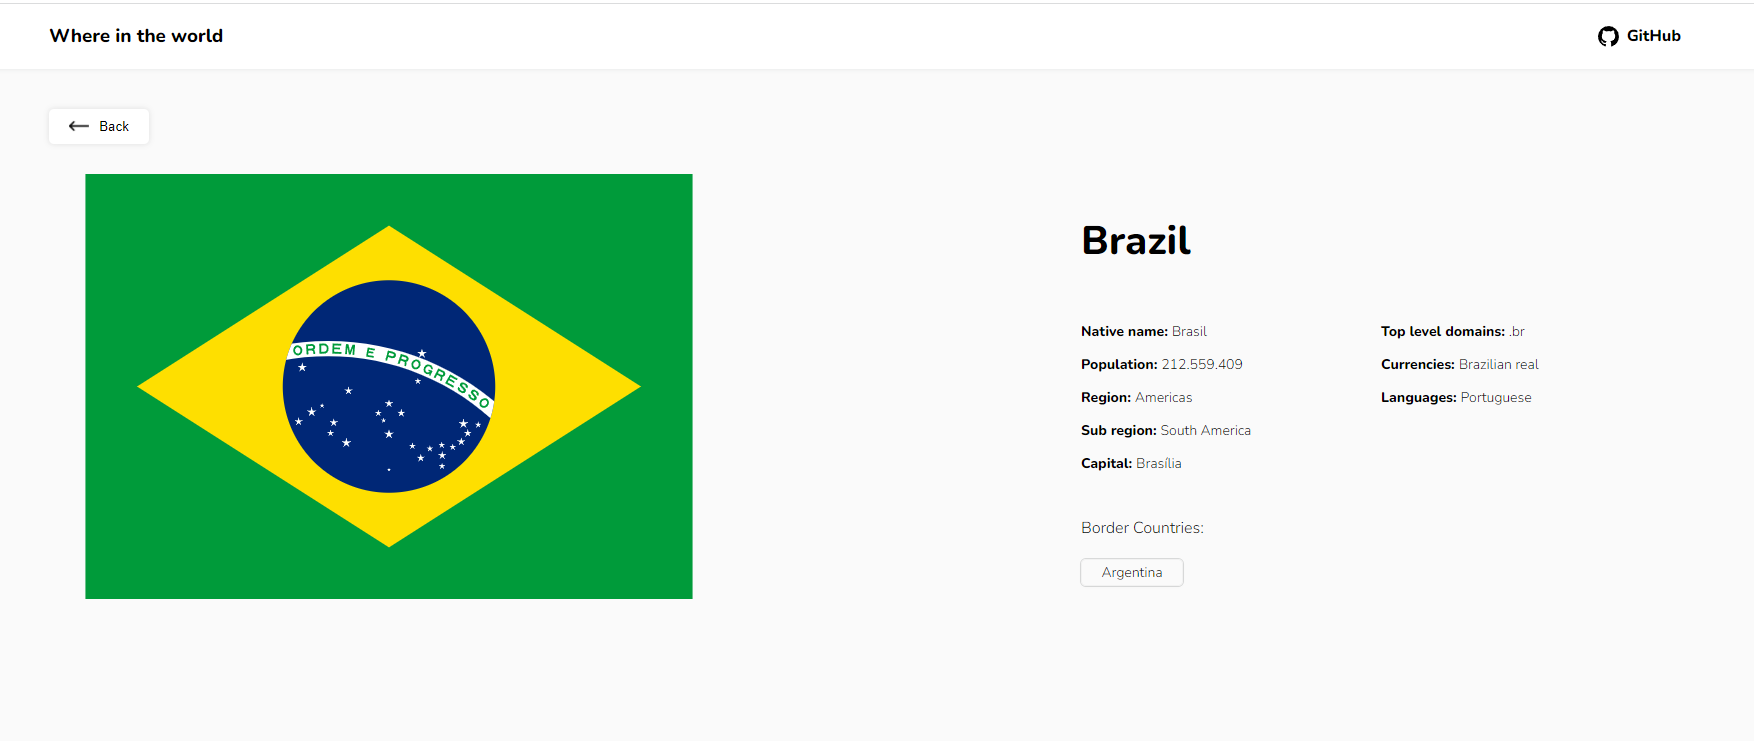 Where in the world
GitHub
Back
ORDEM E PROGRESSO
Brazil
Native name: Brasil
Population: 212.559.409
Region: Americas
Sub region: South America
Capital: Brasília
Top level domains: .br
Currencies: Brazilian real
Languages: Portuguese
Border Countries:
Argentina